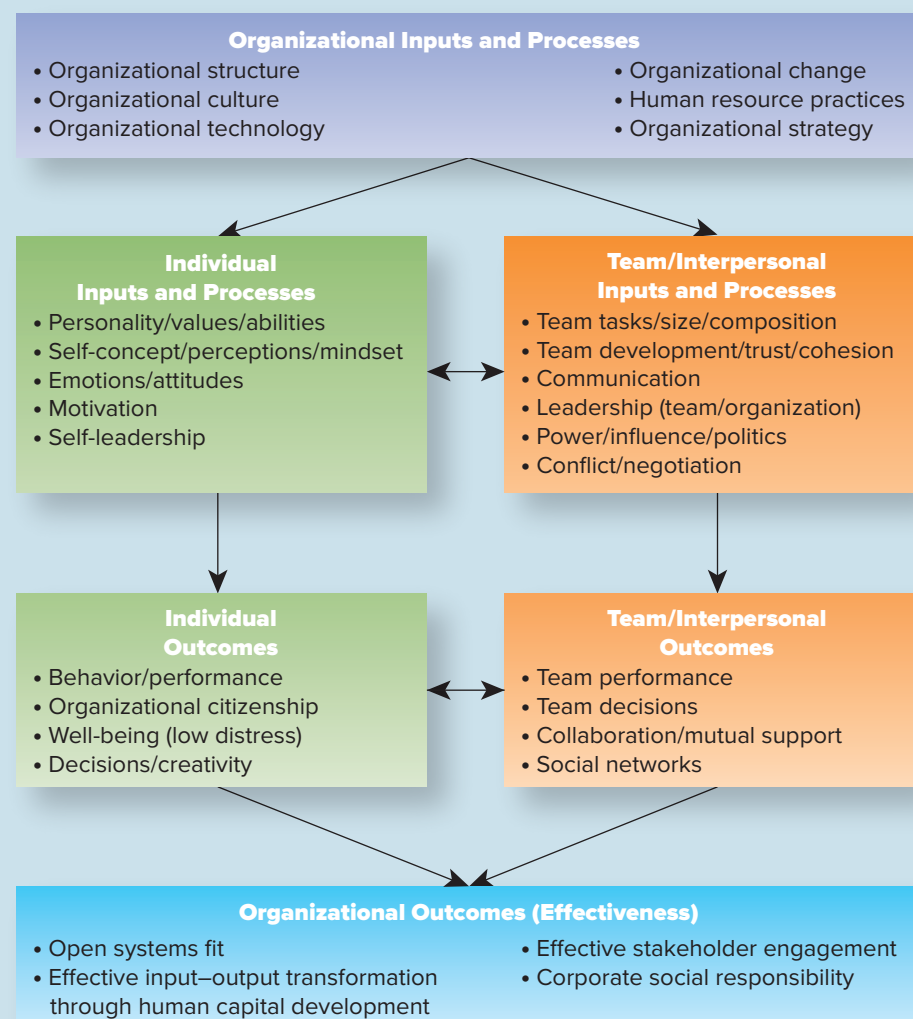 Organizational Inputs and Processes
• Organizational structure
• Organizational culture
• Organizational technology
• Organizational change
• Human resource practices
• Organizational strategy
Individual
Inputs and Processes
• Personality/values/abilities
• Self-concept/perceptions/mindset
• Emotions/attitudes
• Motivation
• Self-leadership
Team/Interpersonal
Inputs and Processes
• Team tasks/size/composition
• Team development/trust/cohesion
• Communication
• Leadership (team/organization)
• Power/influence/politics
• Conflict/negotiation
Individual
Outcomes
• Behavior/performance
• Organizational citizenship
• Well-being (low distress)
• Decisions/creativity
Team/Interpersonal
Outcomes
• Team performance
• Team decisions
• Collaboration/mutual support
• Social networks
Organizational Outcomes (Effectiveness)
• Open systems fit
• Effective input–output transformation
through human capital development
• Effective stakeholder engagement
• Corporate social responsibility